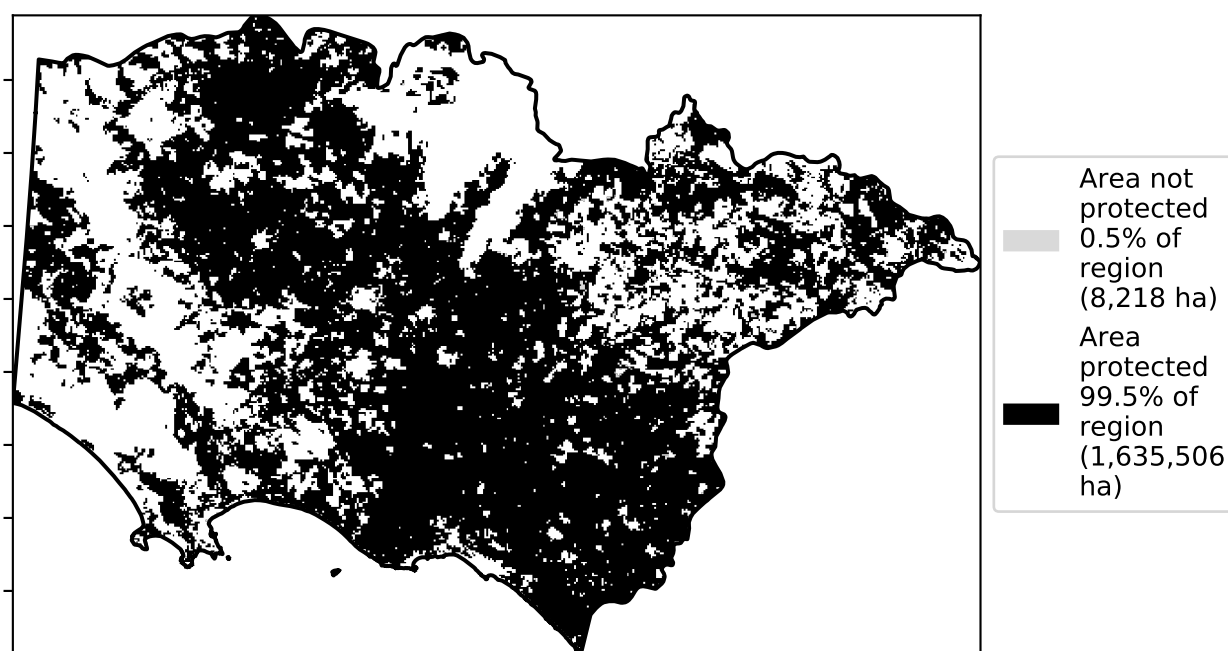 Area not
protected
0.5% of
region
(8,218 ha)
Area
protected
99.5% of
region
(1,635,506
ha)